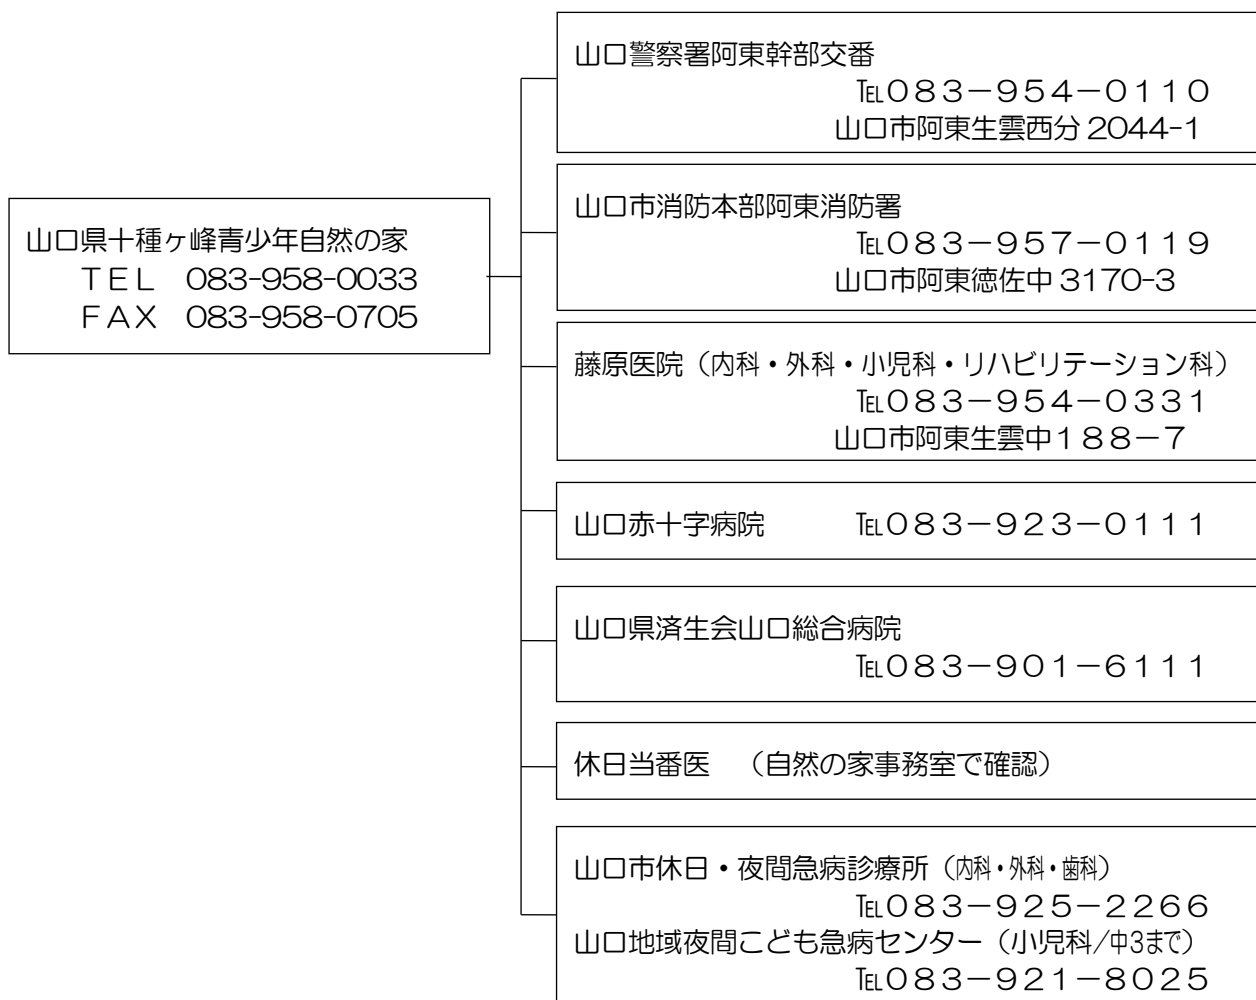 山口県十種ヶ峰青少年自然の家
ＴＥＬ　083-958-0033
ＦＡＸ　083-958-0705
山口警察署阿東幹部交番
℡０８３－９５４－０１１０
山口市阿東生雲西分 2044-1
山口市消防本部阿東消防署
℡０８３－９５７－０１１９
山口市阿東徳佐中 3170-3
藤原医院（内科・外科・小児科・リハビリテーション科）
℡０８３－９５４－０３３１
山口市阿東生雲中１８８－７
山口赤十字病院　　　℡０８３－９２３－０１１１
山口県済生会山口総合病院
℡０８３－９０１－６１１１
休日当番医　（自然の家事務室で確認）
山口市休日・夜間急病診療所（内科・外科・歯科）
℡０８３－９２５－２２６６
山口地域夜間こども急病センター（小児科/中3まで）
℡０８３－９２１－８０２５